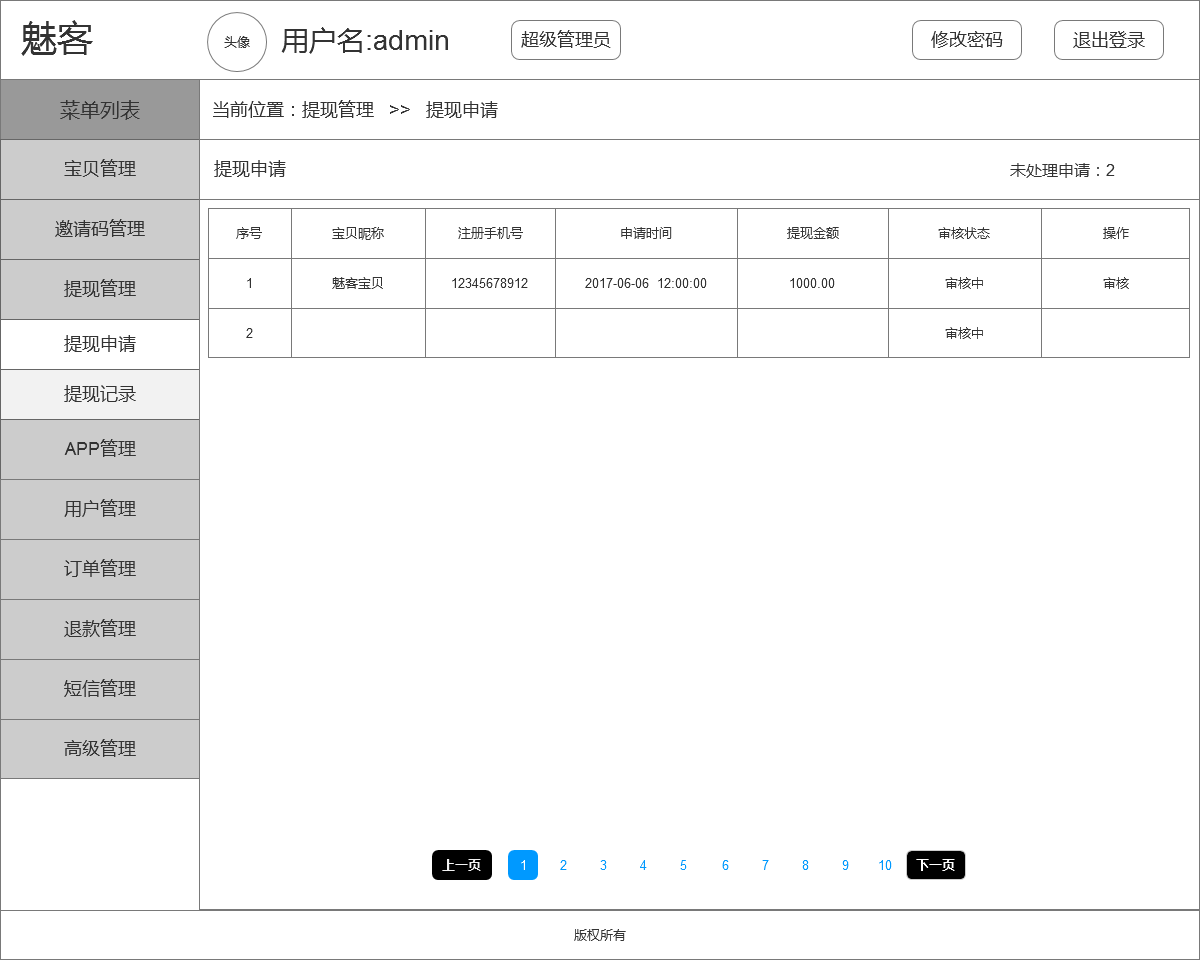 魅客
头像
用户名:admin
超级管理员
修改密码
退出登录
菜单列表
当前位置：提现管理 >> 提现申请
宝贝管理
邀请码管理
提现管理
提现申请
提现记录
APP管理
用户管理
订单管理
退款管理
短信管理
高级管理
提现申请
未处理申请：2
序号 宝贝昵称 注册手机号 申请时间 提现金额 审核状态 操作
1 魅客宝贝 12345678912 2017-06-06 12:00:00 1000.00 审核中 审核
2 审核中
上一页 1 2 3 4 5 6 7 8 9 10 下一页
版权所有